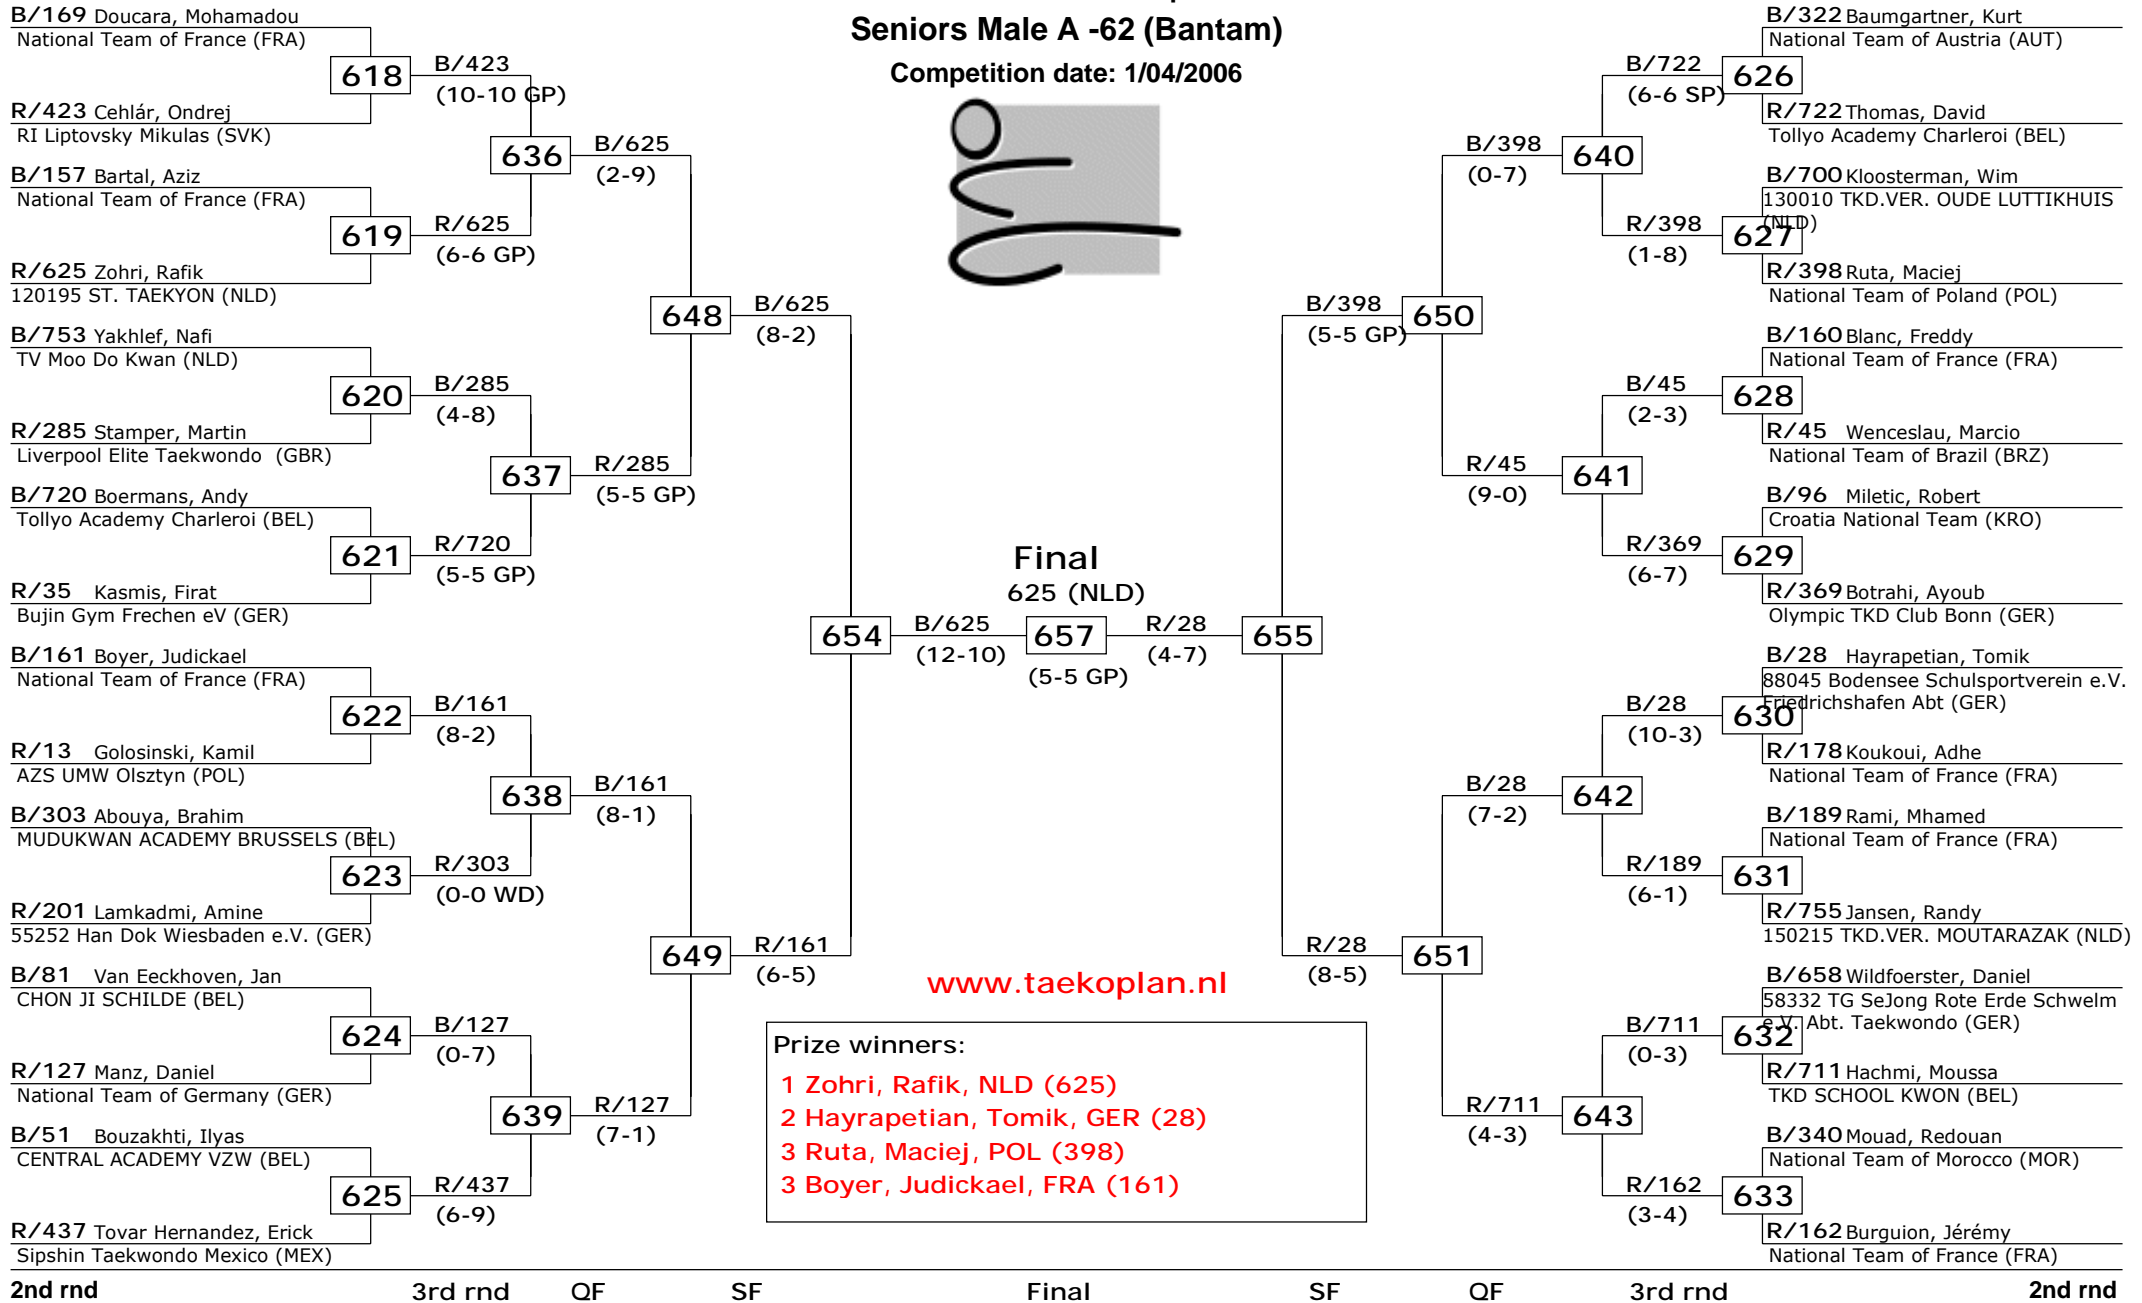 Seniors Male A -62 (Bantam)
Competition date: 1/04/2006
B/169 Doucara, Mohamadou
National Team of France (FRA)
618
B/423
(10-10 GP)
R/423 Cehlár, Ondrej
RI Liptovsky Mikulas (SVK)
636
B/625
(2-9)
B/157 Bartal, Aziz
National Team of France (FRA)
619
R/625
(6-6 GP)
R/625 Zohri, Rafik
120195 ST. TAEKYON (NLD)
648
B/625
(8-2)
B/753 Yakhlef, Nafi
TV Moo Do Kwan (NLD)
620
B/285
(4-8)
R/285 Stamper, Martin
Liverpool Elite Taekwondo (GBR)
637
R/285
(5-5 GP)
B/720 Boermans, Andy
Tollyo Academy Charleroi (BEL)
621
R/720
(5-5 GP)
R/35 Kasmis, Firat
Bujin Gym Frechen eV (GER)
654
B/625
(12-10)
B/161 Boyer, Judickael
National Team of France (FRA)
622
B/161
(8-2)
R/13 Golosinski, Kamil
AZS UMW Olsztyn (POL)
638
B/161
(8-1)
B/303 Abouya, Brahim
MUDUKWAN ACADEMY BRUSSELS (BEL)
623
R/303
(0-0 WD)
R/201 Lamkadmi, Amine
55252 Han Dok Wiesbaden e.V. (GER)
649
R/161
(6-5)
B/81 Van Eeckhoven, Jan
CHON JI SCHILDE (BEL)
624
B/127
(0-7)
R/127 Manz, Daniel
National Team of Germany (GER)
639
R/127
(7-1)
B/51 Bouzakhti, Ilyas
CENTRAL ACADEMY VZW (BEL)
625
R/437
(6-9)
R/437 Tovar Hernandez, Erick
Sipshin Taekwondo Mexico (MEX)
Final
625 (NLD)
657
(5-5 GP)
R/28
(4-7)
655
B/322 Baumgartner, Kurt
National Team of Austria (AUT)
B/722
(6-6 SP)
626
R/722 Thomas, David
Tollyo Academy Charleroi (BEL)
B/398
(0-7)
640
B/700 Kloosterman, Wim
130010 TKD.VER. OUDE LUTTIKHUIS
(NLD)
R/398
(1-8)
627
R/398 Ruta, Maciej
National Team of Poland (POL)
B/398
(5-5 GP)
650
B/160 Blanc, Freddy
National Team of France (FRA)
B/45
(2-3)
628
R/45 Wenceslau, Marcio
National Team of Brazil (BRZ)
R/45
(9-0)
641
B/96 Miletic, Robert
Croatia National Team (KRO)
R/369
(6-7)
629
R/369 Botrahi, Ayoub
Olympic TKD Club Bonn (GER)
B/28 Hayrapetian, Tomik
88045 Bodensee Schulsportverein e.V.
Friedrichshafen Abt (GER)
B/28
(10-3)
630
R/178 Koukoui, Adhe
National Team of France (FRA)
B/28
(7-2)
642
B/189 Rami, Mhamed
National Team of France (FRA)
R/189
(6-1)
631
R/755 Jansen, Randy
150215 TKD.VER. MOUTARAZAK (NLD)
R/28
(8-5)
651
B/658 Wildfoerster, Daniel
58332 TG SeJong Rote Erde Schwelm
e.V. Abt. Taekwondo (GER)
B/711
(0-3)
632
R/711 Hachmi, Moussa
TKD SCHOOL KWON (BEL)
R/711
(4-3)
643
B/340 Mouad, Redouan
National Team of Morocco (MOR)
R/162
(3-4)
633
R/162 Burguion, Jérémy
National Team of France (FRA)
www.taekoplan.nl
Prize winners:
1 Zohri, Rafik, NLD (625)
2 Hayrapetian, Tomik, GER (28)
3 Ruta, Maciej, POL (398)
3 Boyer, Judickael, FRA (161)
2nd rnd 3rd rnd QF SF Final SF QF 3rd rnd 2nd rnd